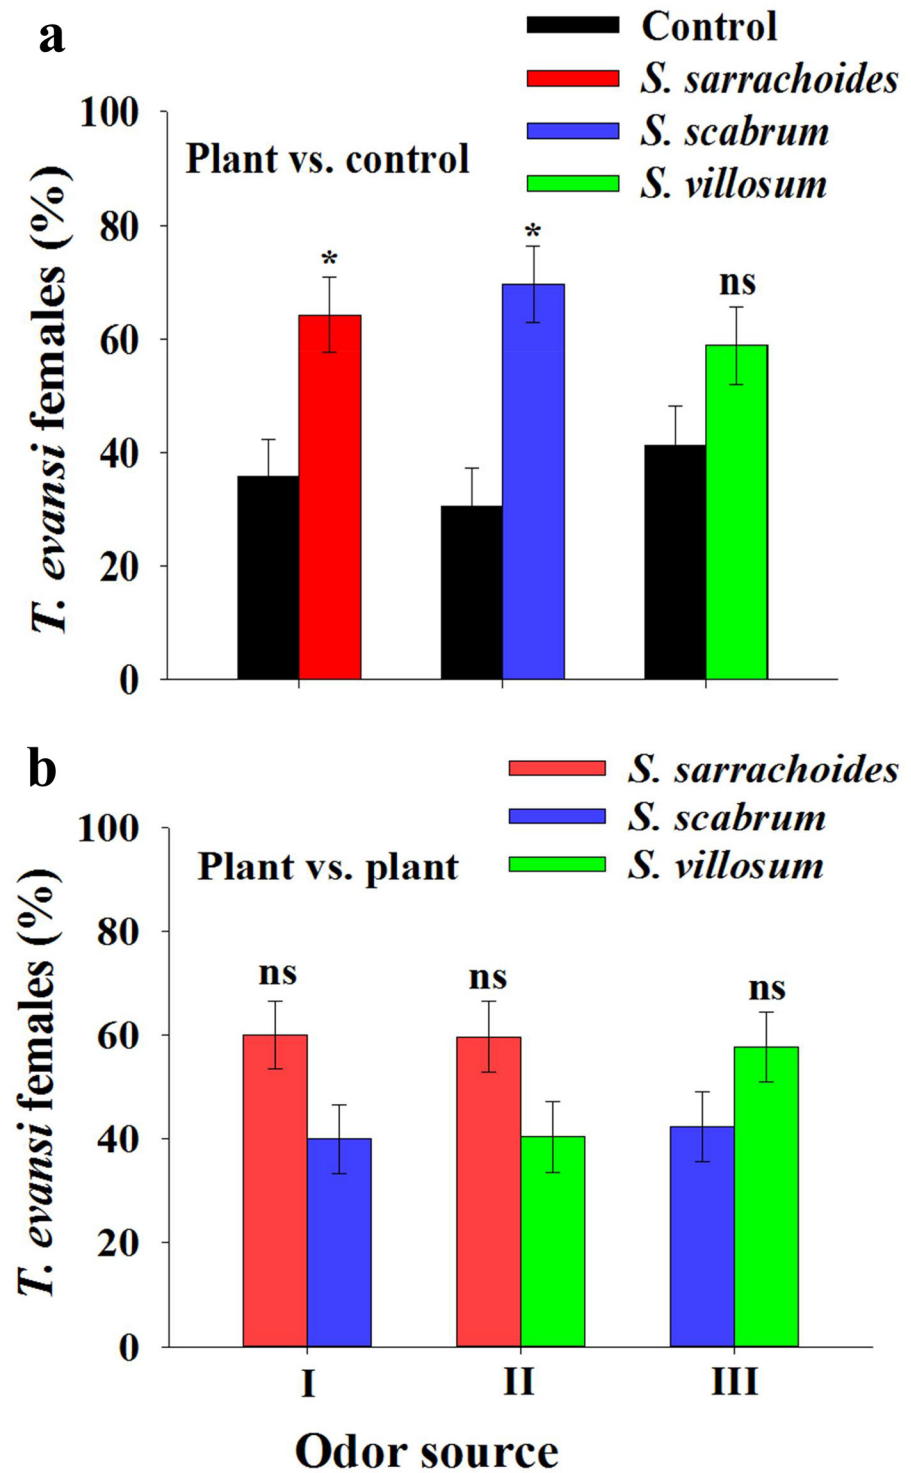 a
Control
S. sarrachoides
S. scabrum
S. villosum
Plant vs. control
T. evansi females (%)
100
80
60
40
20
0
*
*
ns
b
S. sarrachoides
S. scabrum
S. villosum
Plant vs. plant
T. evansi females (%)
100
80
60
40
20
0
ns
ns
ns
I
II
III
Odor source